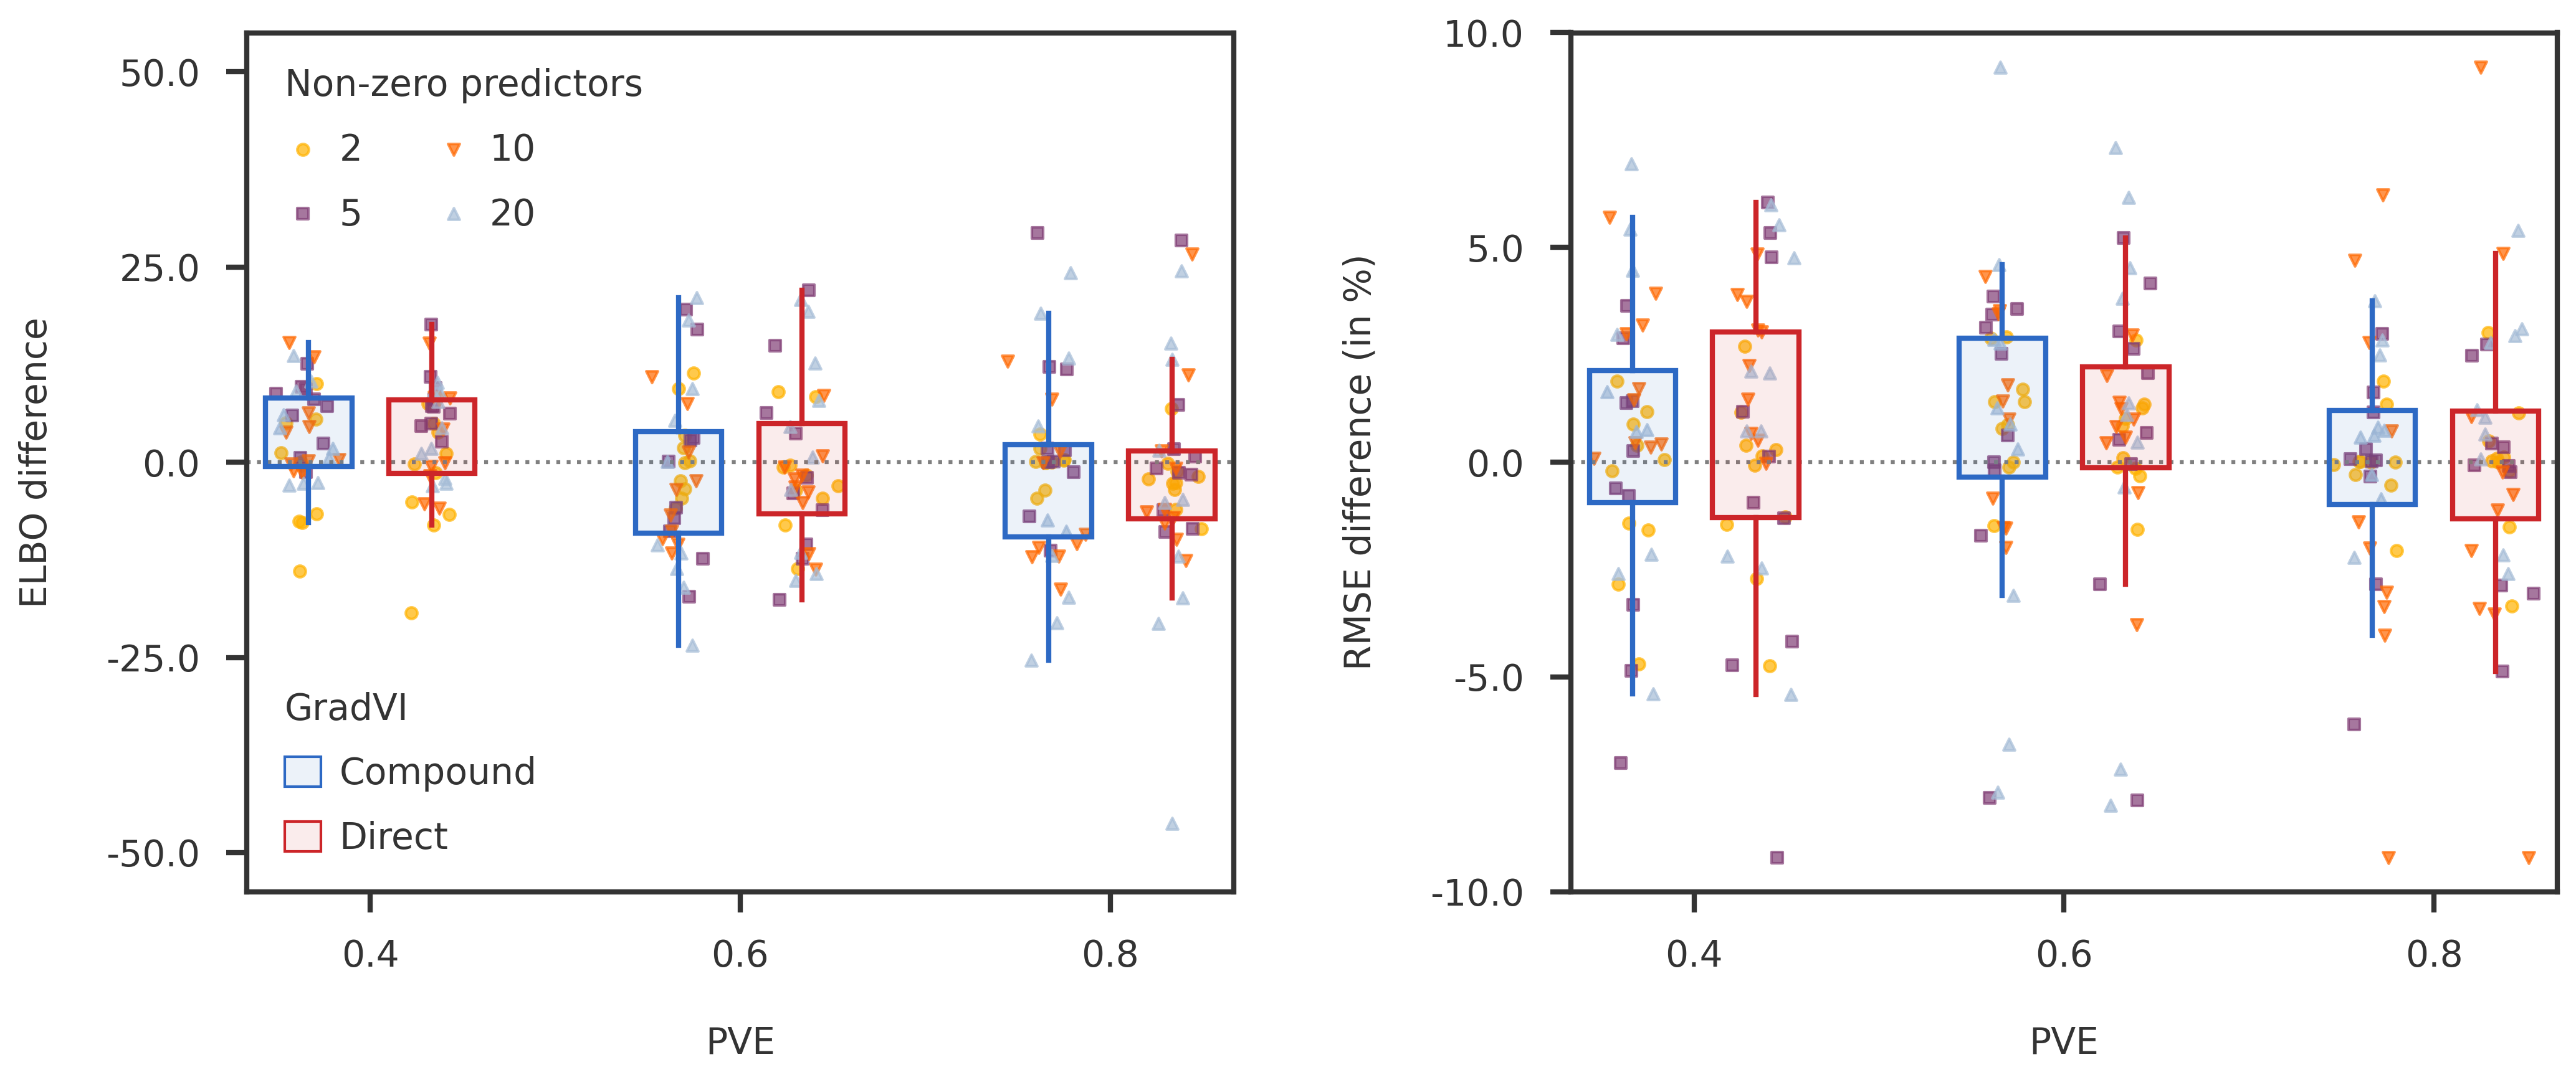 ELBO difference
50.0
25.0
0.0
-25.0
-50.0
Non-zero predictors
2
10
5
20
GradVI
Compound
Direct
0.4
0.6
0.8
PVE
RMSE difference (in %)
10.0
5.0
0.0
-5.0
-10.0
0.4
0.6
0.8
PVE